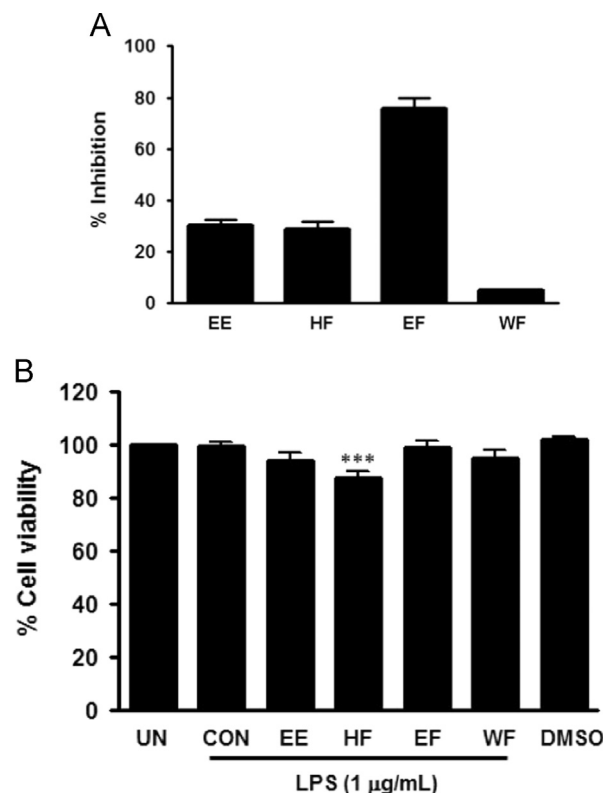 A
100
80
60
40
20
0
% Inhibition
EE HF EF WF
B
120
100
80
60
40
20
0
% Cell viability
***
UN CON EE HF EF WF DMSO
LPS (1 μg/mL)